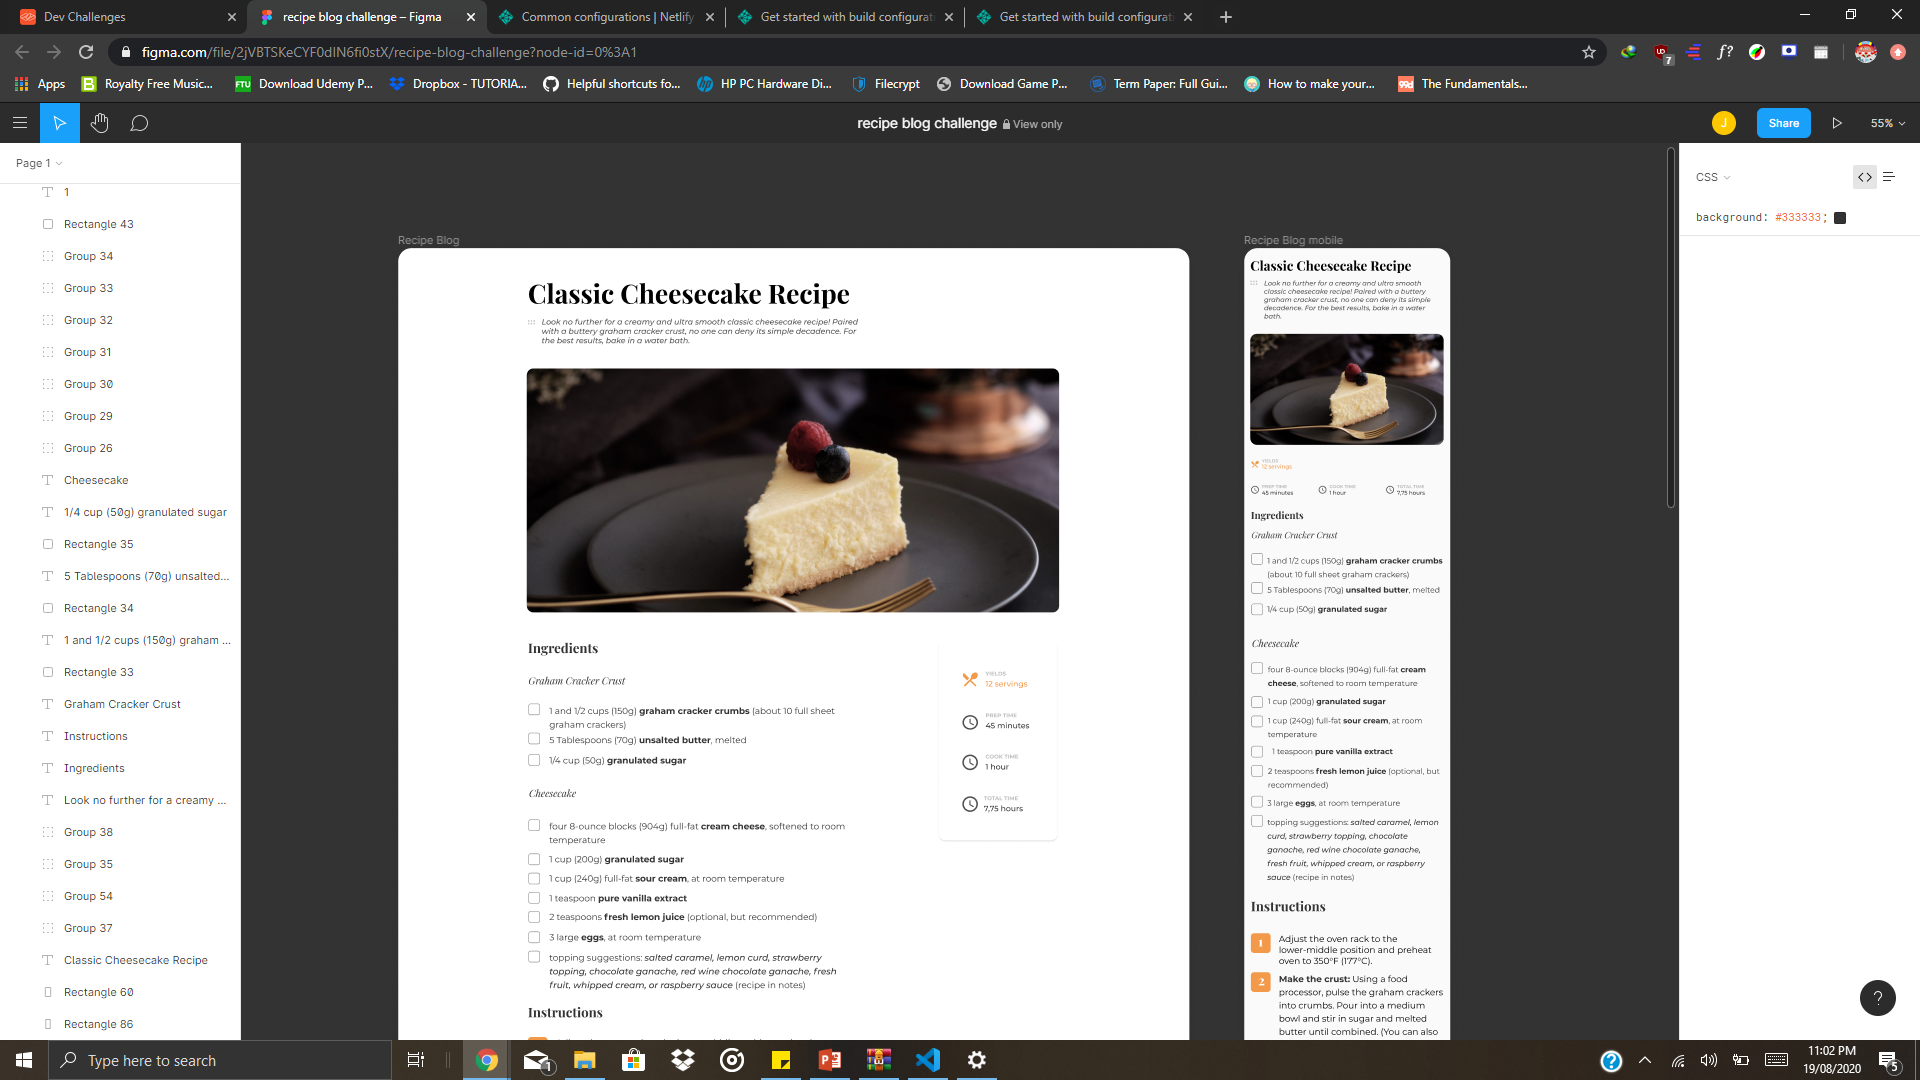 Dev Challenges
recipe blog challenge – Figma
Common configurations | Netlify
Get started with build configurati
Get started with build configurati
figma.com/file/2jVBTSKeCYF0dIN6fi0stX/recipe-blog-challenge?node-id=0%3A1
7
f?
Apps
Royalty Free Music...
FTU
Download Udemy P...
Dropbox - TUTORIA...
Helpful shortcuts fo...
HP PC Hardware Di...
Filecrypt
Download Game P...
Term Paper: Full Gui...
How to make your...
The Fundamentals...
recipe blog challenge View only
J
Share
55%
Page 1
1
Rectangle 43
Group 34
Group 33
Group 32
Group 31
Group 30
Group 29
Group 26
Cheesecake
1/4 cup (50g) granulated sugar
Rectangle 35
5 Tablespoons (70g) unsalted...
Rectangle 34
1 and 1/2 cups (150g) graham ...
Rectangle 33
Graham Cracker Crust
Instructions
Ingredients
Look no further for a creamy ...
Group 38
Group 35
Group 54
Group 37
Classic Cheesecake Recipe
Rectangle 60
Rectangle 86
Recipe Blog
Classic Cheesecake Recipe
Look no further for a creamy and ultra smooth classic cheesecake recipe! Paired
with a buttery graham cracker crust, no one can deny its simple decadence. For
the best results, bake in a water bath.
Ingredients
Graham Cracker Crust
1 and 1/2 cups (150g) graham cracker crumbs (about 10 full sheet
graham crackers)
5 Tablespoons (70g) unsalted butter, melted
1/4 cup (50g) granulated sugar
Cheesecake
four 8-ounce blocks (904g) full-fat cream cheese, softened to room
temperature
1 cup (200g) granulated sugar
1 cup (240g) full-fat sour cream, at room temperature
1 teaspoon pure vanilla extract
2 teaspoons fresh lemon juice (optional, but recommended)
3 large eggs, at room temperature
topping suggestions: salted caramel, lemon curd, strawberry
topping, chocolate ganache, red wine chocolate ganache, fresh
fruit, whipped cream, or raspberry sauce (recipe in notes)
Instructions
YIELDS
12 servings
PREP TIME
45 minutes
COOK TIME
1 hour
TOTAL TIME
7,75 hours
Recipe Blog mobile
Classic Cheesecake Recipe
Look no further for a creamy and ultra smooth
classic cheesecake recipe! Paired with a buttery
graham cracker crust, no one can deny its simple
decadence. For the best results, bake in a water
bath.
YIELDS
12 servings
PREP TIME
45 minutes
COOK TIME
1 hour
TOTAL TIME
7,75 hours
Ingredients
Graham Cracker Crust
1 and 1/2 cups (150g) graham cracker crumbs
(about 10 full sheet graham crackers)
5 Tablespoons (70g) unsalted butter, melted
1/4 cup (50g) granulated sugar
Cheesecake
four 8-ounce blocks (904g) full-fat cream
cheese, softened to room temperature
1 cup (200g) granulated sugar
1 cup (240g) full-fat sour cream, at room
temperature
1 teaspoon pure vanilla extract
2 teaspoons fresh lemon juice (optional, but
recommended)
3 large eggs, at room temperature
topping suggestions: salted caramel, lemon
curd, strawberry topping, chocolate
ganache, red wine chocolate ganache,
fresh fruit, whipped cream, or raspberry
sauce (recipe in notes)
Instructions
1
Adjust the oven rack to the
lower-middle position and preheat
oven to 350°F (177°C).
2
Make the crust: Using a food
processor, pulse the graham crackers
into crumbs. Pour into a medium
bowl and stir in sugar and melted
butter until combined. (You can also
CSS
background: #333333;
?
Type here to search
1
11:02 PM
19/08/2020
5